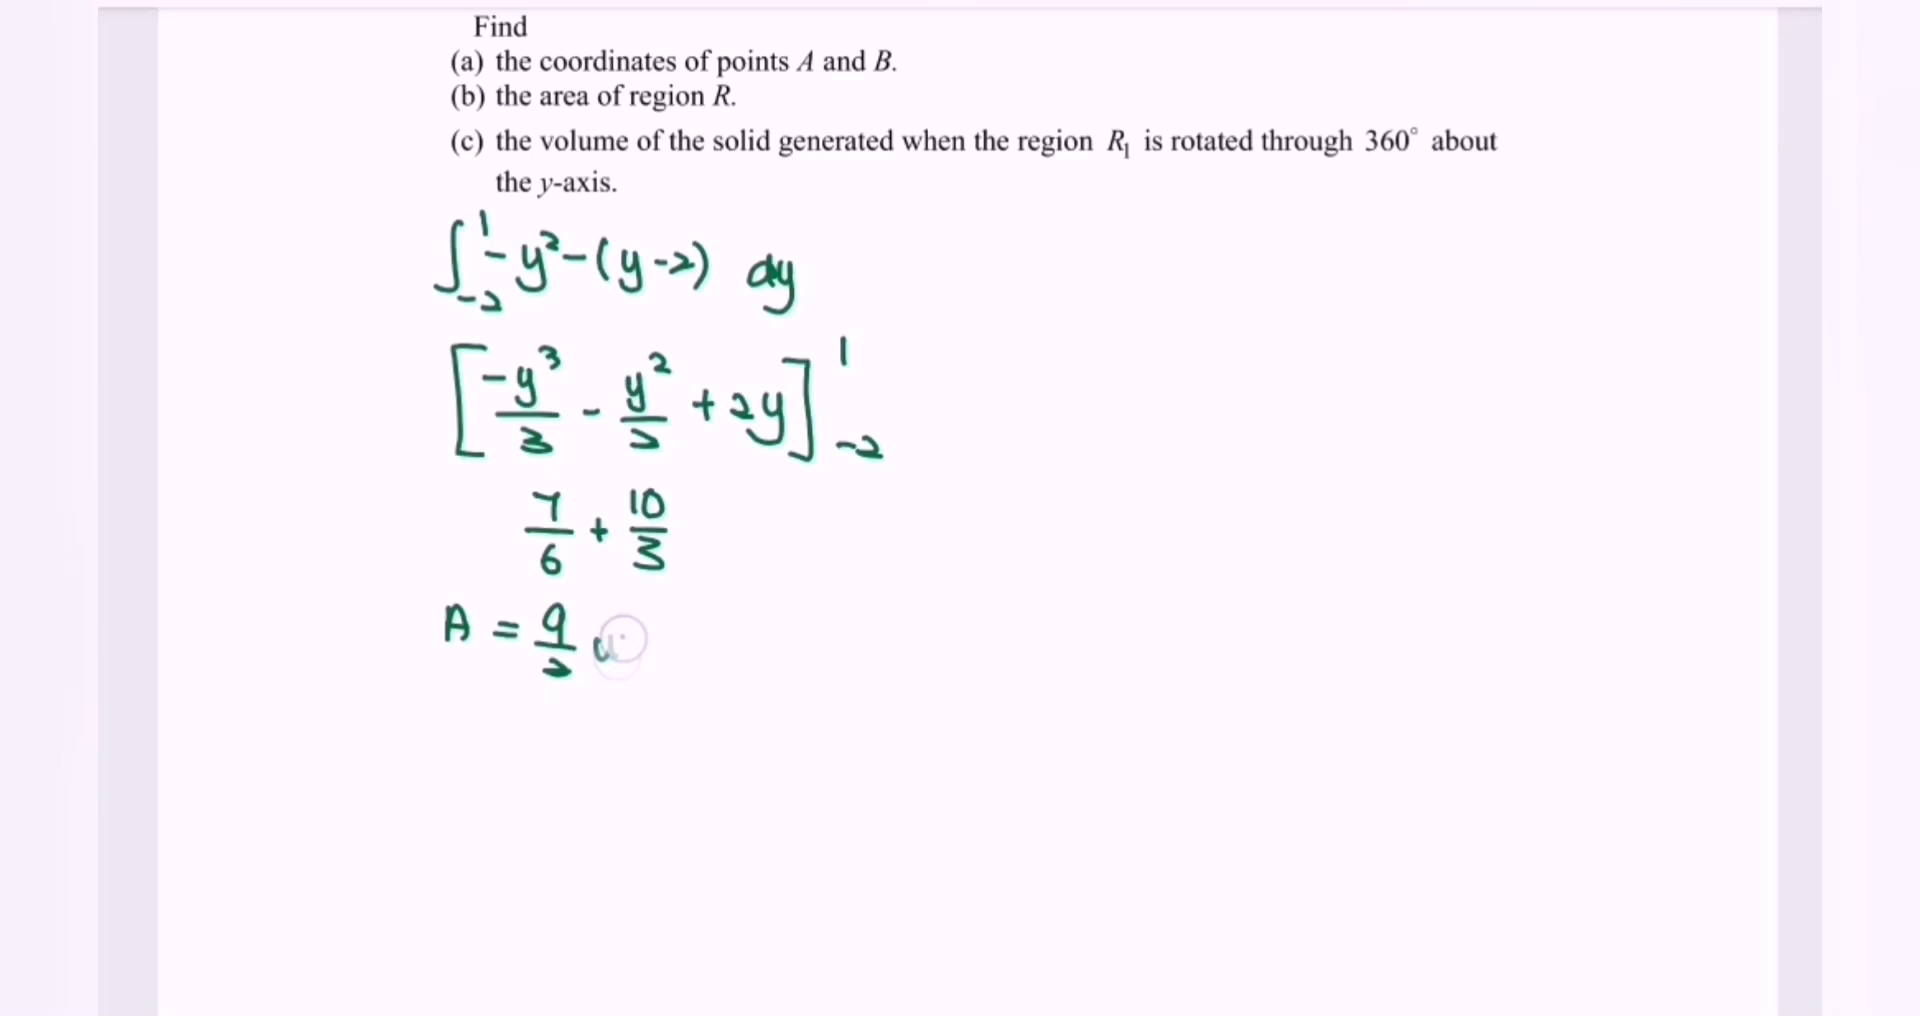 Find
(a) the coordinates of points A and B.
(b) the area of region R.
(c) the volume of the solid generated when the region R₁ is rotated through 360° about
the y-axis.
∫₋₂¹ -y² - (y-2) dy
[-y³/3 - y²/2 + 2y]₋₂¹
7/6 + 10/3
A = 9/2 u